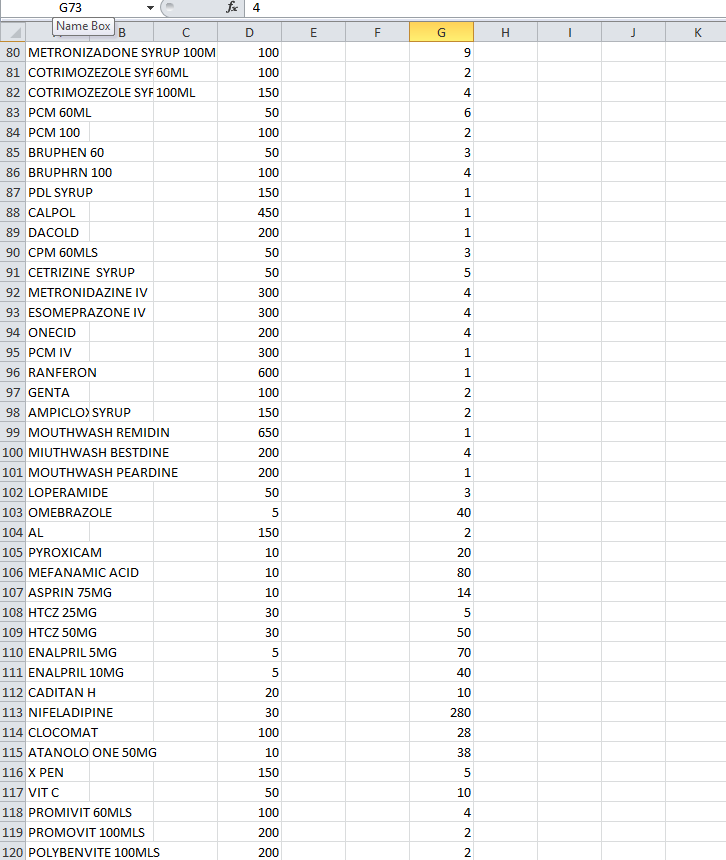 G73 fx 4
Name Box
A B C D E F G H I J K
80 METRONIZADONE SYRUP 100M 100 9
81 COTRIMOZEZOLE SYF 60ML 100 2
82 COTRIMOZEZOLE SYF 100ML 150 4
83 PCM 60ML 50 6
84 PCM 100 100 2
85 BRUPHEN 60 50 3
86 BRUPHRN 100 100 4
87 PDL SYRUP 150 1
88 CALPOL 450 1
89 DACOLD 200 1
90 CPM 60MLS 50 3
91 CETRIZINE SYRUP 50 5
92 METRONIDAZINE IV 300 4
93 ESOMEPRAZONE IV 300 4
94 ONECID 200 4
95 PCM IV 300 1
96 RANFERON 600 1
97 GENTA 100 2
98 AMPICLOX SYRUP 150 2
99 MOUTHWASH REMIDIN 650 1
100 MIUTHWASH BESTDINE 200 4
101 MOUTHWASH PEARDINE 200 1
102 LOPERAMIDE 50 3
103 OMEBRAZOLE 5 40
104 AL 150 2
105 PYROXICAM 10 20
106 MEFANAMIC ACID 10 80
107 ASPRIN 75MG 10 14
108 HTCZ 25MG 30 5
109 HTCZ 50MG 30 50
110 ENALPRIL 5MG 5 70
111 ENALPRIL 10MG 5 40
112 CADITAN H 20 10
113 NIFELADIPINE 30 280
114 CLOCOMAT 100 28
115 ATANOLO ONE 50MG 10 38
116 X PEN 150 5
117 VIT C 50 10
118 PROMIVIT 60MLS 100 4
119 PROMOVIT 100MLS 200 2
120 POLYBENVITE 100MLS 200 2